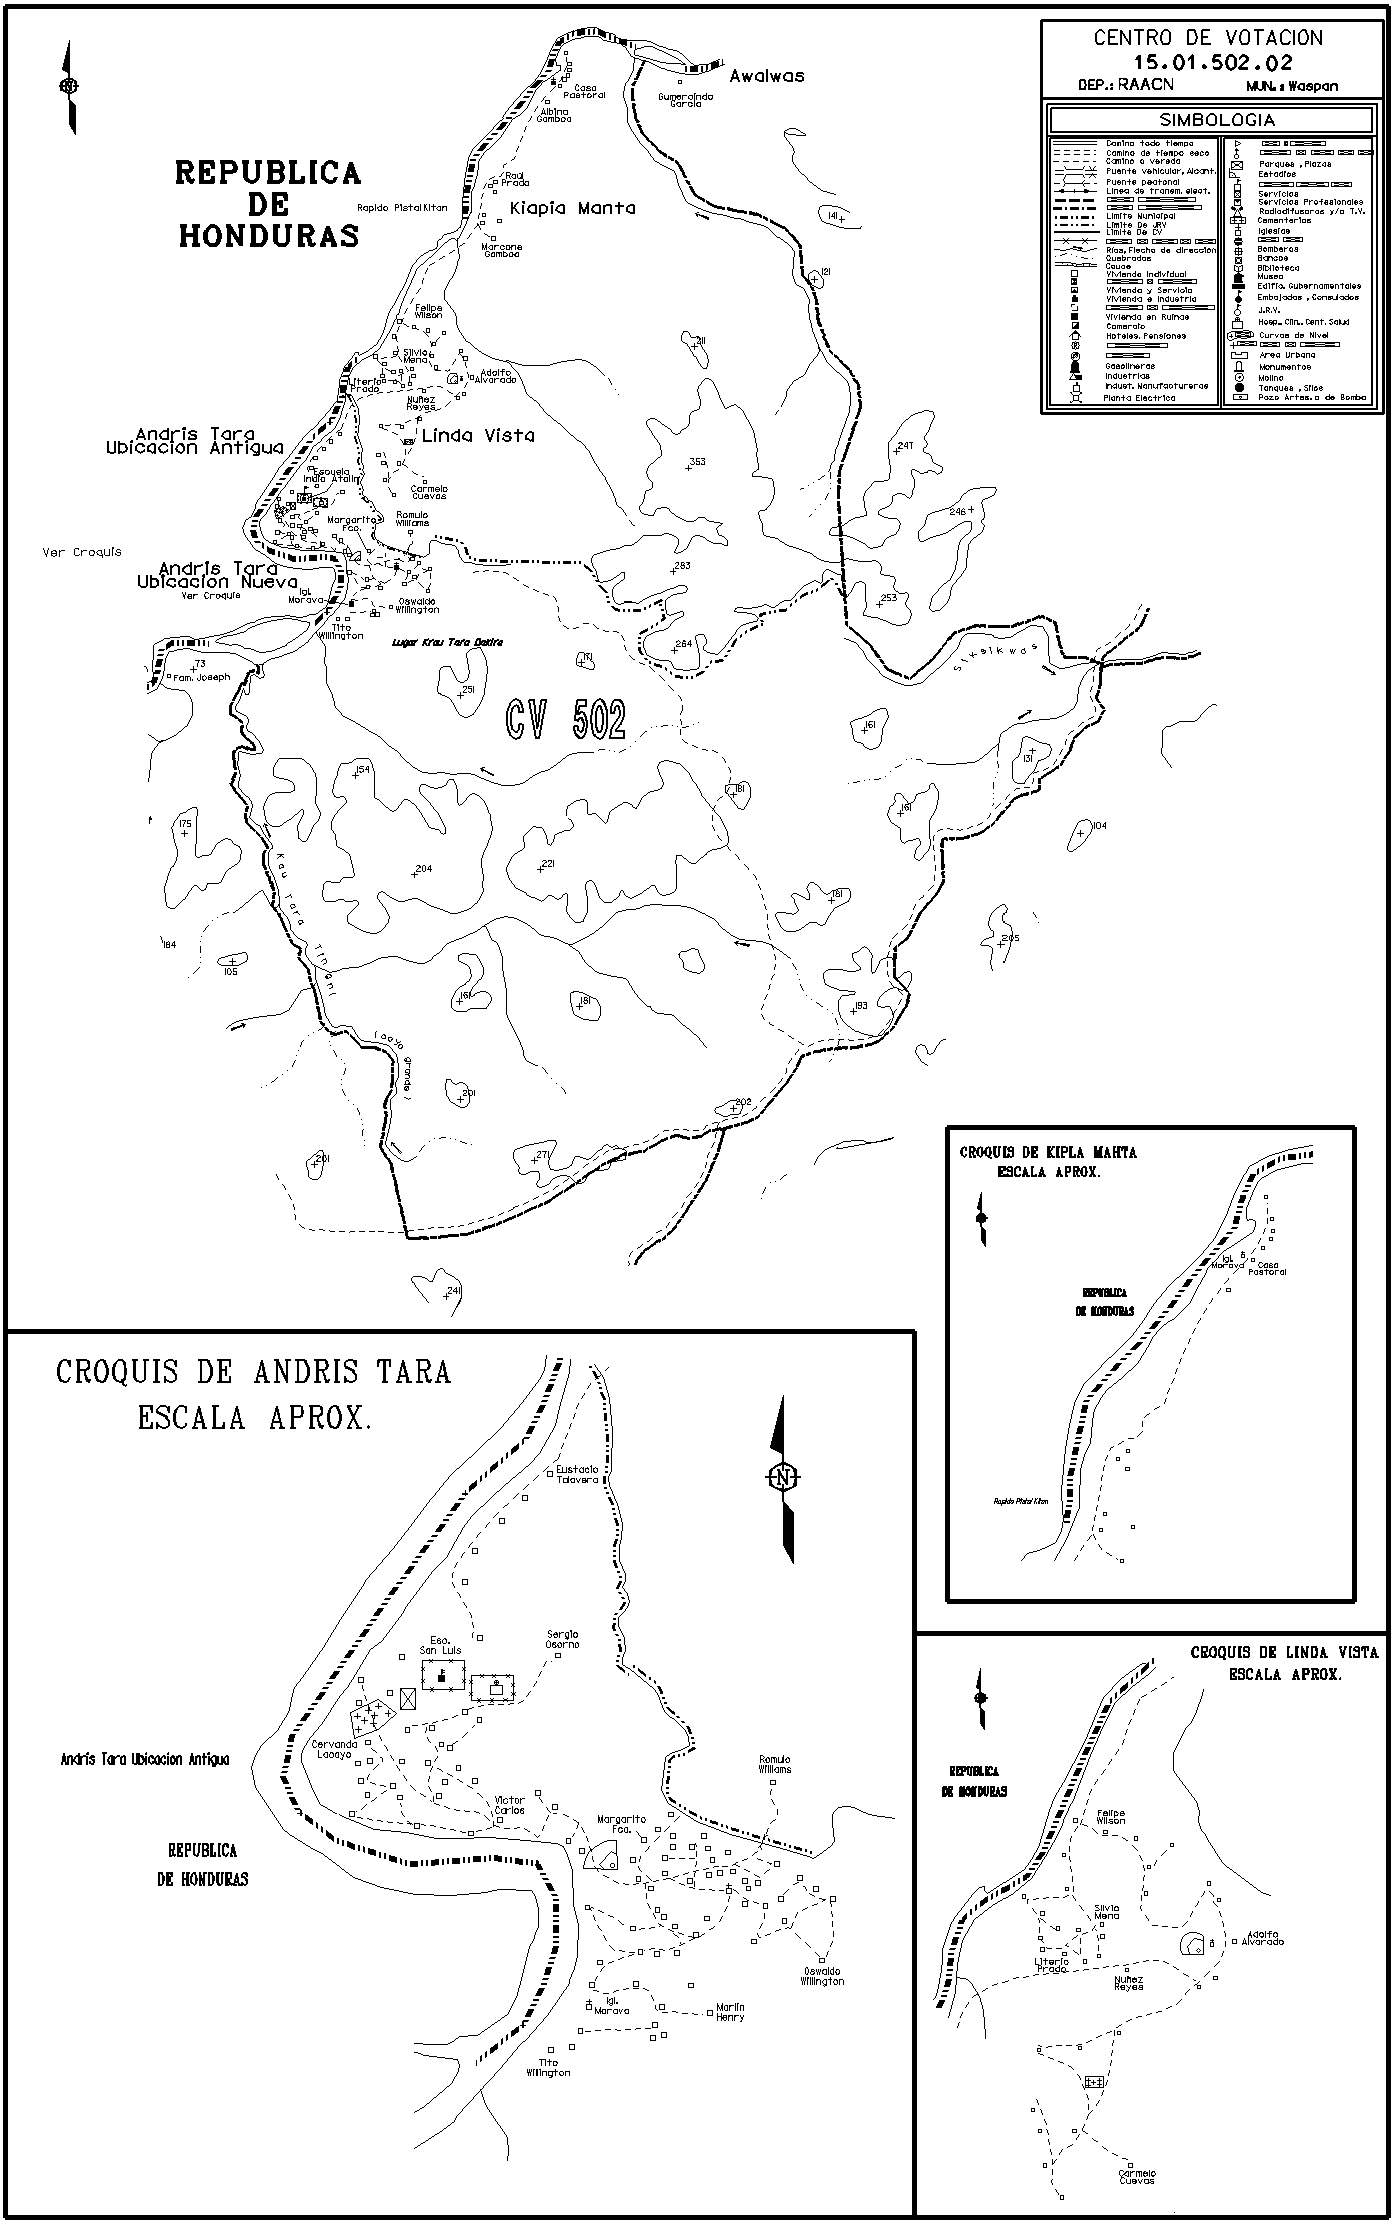 CENTRO DE VOTACION
15.01.502.02
DEP.: RAACN
MUN.: Waspan
SIMBOLOGIA
Camino todo tiempo
Camino de tiempo seco
Camino o vereda
Puente vehicular, Alcant.
Puente peatonal
Linea de transm. elect.
Limite Municipal
Limite De JRV
Limite De CV
Rios, Flecha de dirección
Quebradas
Cauce
Vivienda Individual
Vivienda y Servicio
Vivienda e Industria
Vivienda en Ruinas
Comercio
Hoteles, Pensiones
Gasolineras
Industrias
Indust. Manufactureras
Planta Electrica
Parques , Plazas
Estadios
Servicios
Servicios Profesionales
Radiodifusoras y/o T.V.
Cementerios
Iglesias
Bomberos
Bancos
Biblioteca
Museo
Edific. Gubernamentales
Embajadas , Consulados
J.R.V.
Hosp., Clin., Cent. Salud
Curvas de Nivel
Area Urbana
Monumentos
Molino
Tanques , Silos
Pozo Artes. o de Bomba
REPUBLICA
DE
HONDURAS
Awalwas
Casa
Pastoral
Gumersindo
Garcia
Albina
Gamboa
Raul
Prado
Rapido Pistal Kitan
Kiapia Manta
Marcone
Gamboa
141
121
Felipe
Wilson
211
Silvio
Mena
Adolfo
Alvarado
Literio
Prado
Nuñez
Reyes
Andris Tara
Ubicacion Antigua
Linda Vista
247
353
Escuela
India Atalin
Carmelo
Cuevas
246
Margarito
Fco.
Romulo
Williams
Ver Croquis
Andris Tara
Ubicacion Nueva
Ver Croquis
Igl.
Morava
283
253
Oswaldo
Willington
Tito
Willington
Lugar Krau Tara Dakira
264
Siksikwas
73
Fam. Joseph
171
251
CV 502
161
131
154
181
161
175
104
204
221
Kau Tara Tingni
181
184
105
205
161
181
193
(aoyo grande)
201
202
201
271
241
CROQUIS DE KIPLA MAHTA
ESCALA APROX.
Igl.
Morava
Casa
Pastoral
REPUBLICA
DE HONDURAS
Rapido Pistal Kitan
CROQUIS DE ANDRIS TARA
ESCALA APROX.
N
Eustacio
Talavera
Esc.
San Luis
Sergio
Osorno
Cervanda
Lacayo
Andris Tara Ubicacion Antigua
Romulo
Williams
Victor
Carlos
Margarito
Fco.
REPUBLICA
DE HONDURAS
Oswaldo
Willington
Igl.
Morava
Marlin
Henry
Tito
Willington
CROQUIS DE LINDA VISTA
ESCALA APROX.
REPUBLICA
DE HONDURAS
Felipe
Wilson
Silvio
Mena
Adolfo
Alvarado
Literio
Prado
Nuñez
Reyes
Carmelo
Cuevas